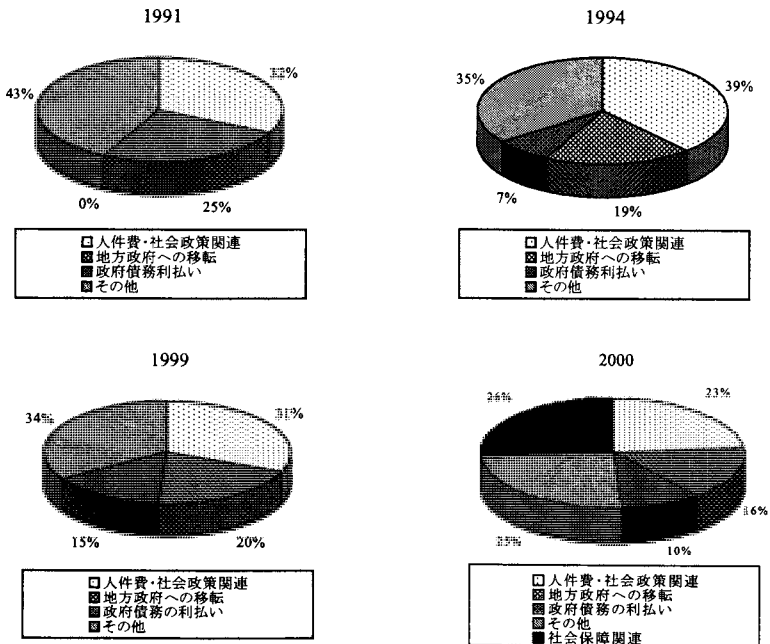 1991
32%
43%
0%
25%
人件費・社会政策関連
地方政府への移転
政府債務利払い
その他
1994
35%
39%
7%
19%
人件費・社会政策関連
地方政府への移転
政府債務利払い
その他
1999
34%
31%
15%
20%
人件費・社会政策関連
地方政府への移転
政府債務の利払い
その他
2000
26%
23%
16%
25%
10%
人件費・社会政策関連
地方政府への移転
政府債務の利払い
その他
社会保障関連